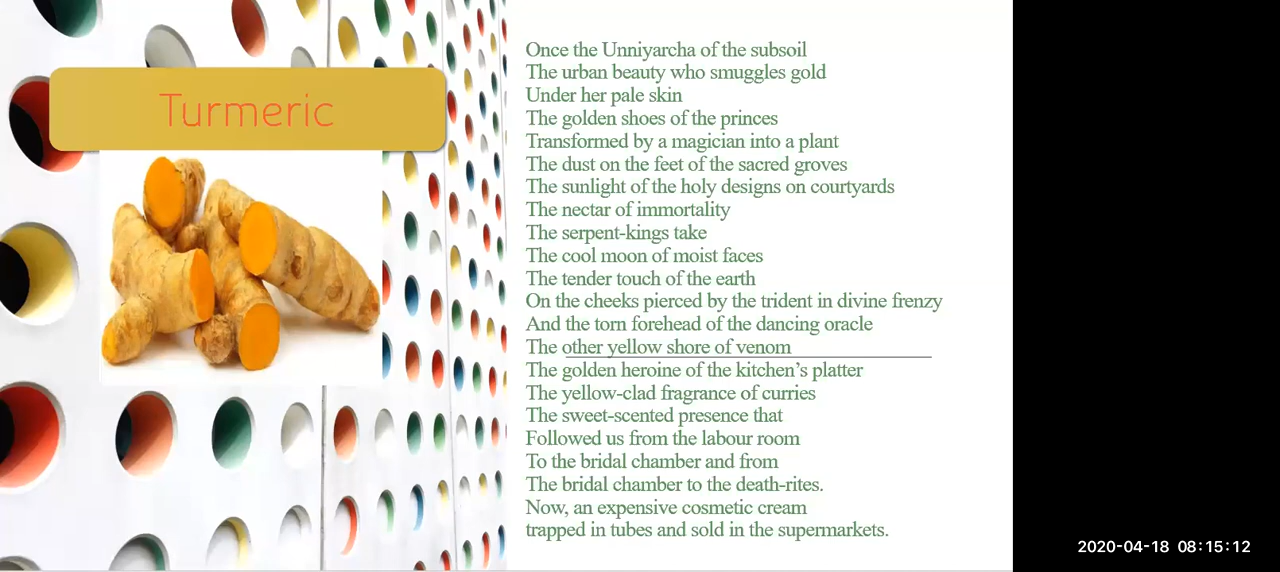 Turmeric
Once the Unniyarcha of the subsoil
The urban beauty who smuggles gold
Under her pale skin
The golden shoes of the princes
Transformed by a magician into a plant
The dust on the feet of the sacred groves
The sunlight of the holy designs on courtyards
The nectar of immortality
The serpent-kings take
The cool moon of moist faces
The tender touch of the earth
On the cheeks pierced by the trident in divine frenzy
And the torn forehead of the dancing oracle
The other yellow shore of venom
The golden heroine of the kitchen’s platter
The yellow-clad fragrance of curries
The sweet-scented presence that
Followed us from the labour room
To the bridal chamber and from
The bridal chamber to the death-rites.
Now, an expensive cosmetic cream
trapped in tubes and sold in the supermarkets.
2020-04-18 08:15:12